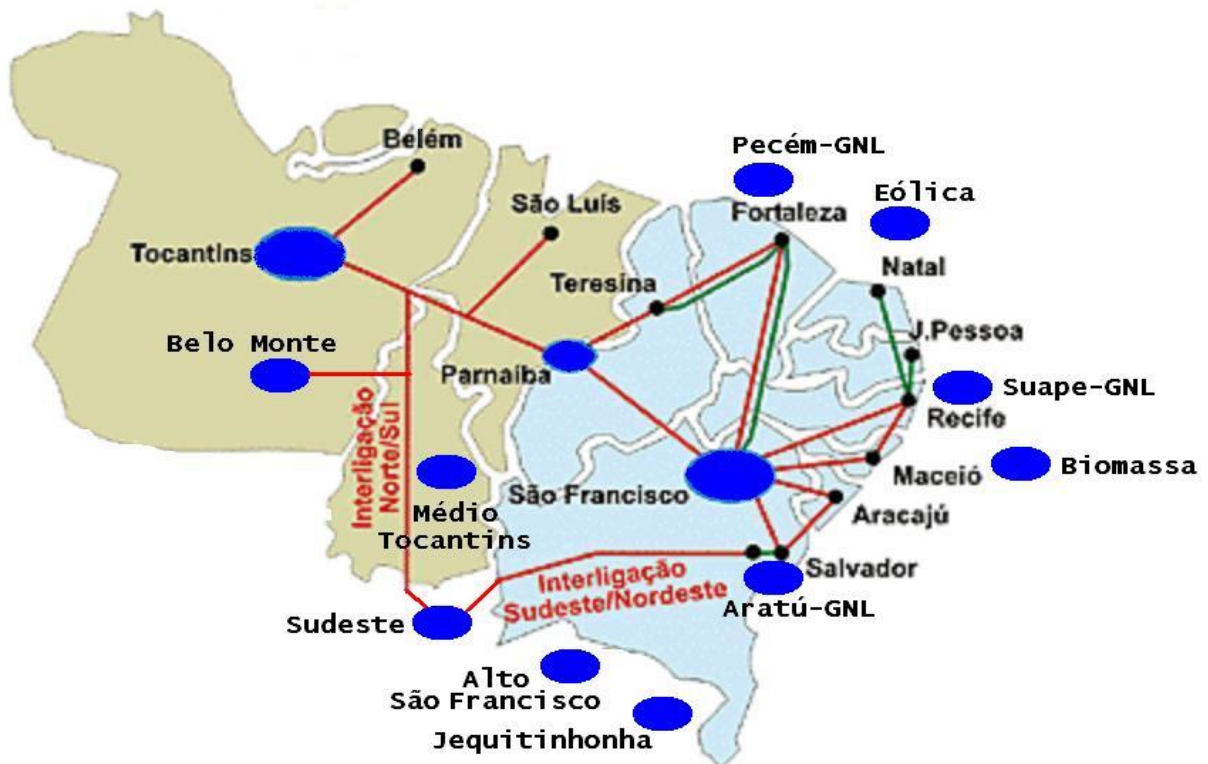 Pecém-GNL
Belém
Eólica
São Luís
Fortaleza
Tocantins
Teresina
Natal
J.Pessoa
Belo Monte
Parnaíba
Suape-GNL
Recife
Interligação
Norte/Sul
Biomassa
Maceió
São Francisco
Médio
Tocantins
Aracajú
Salvador
Interligação
Sudeste/Nordeste
Aratú-GNL
Sudeste
Alto
São Francisco
Jequitinhonha